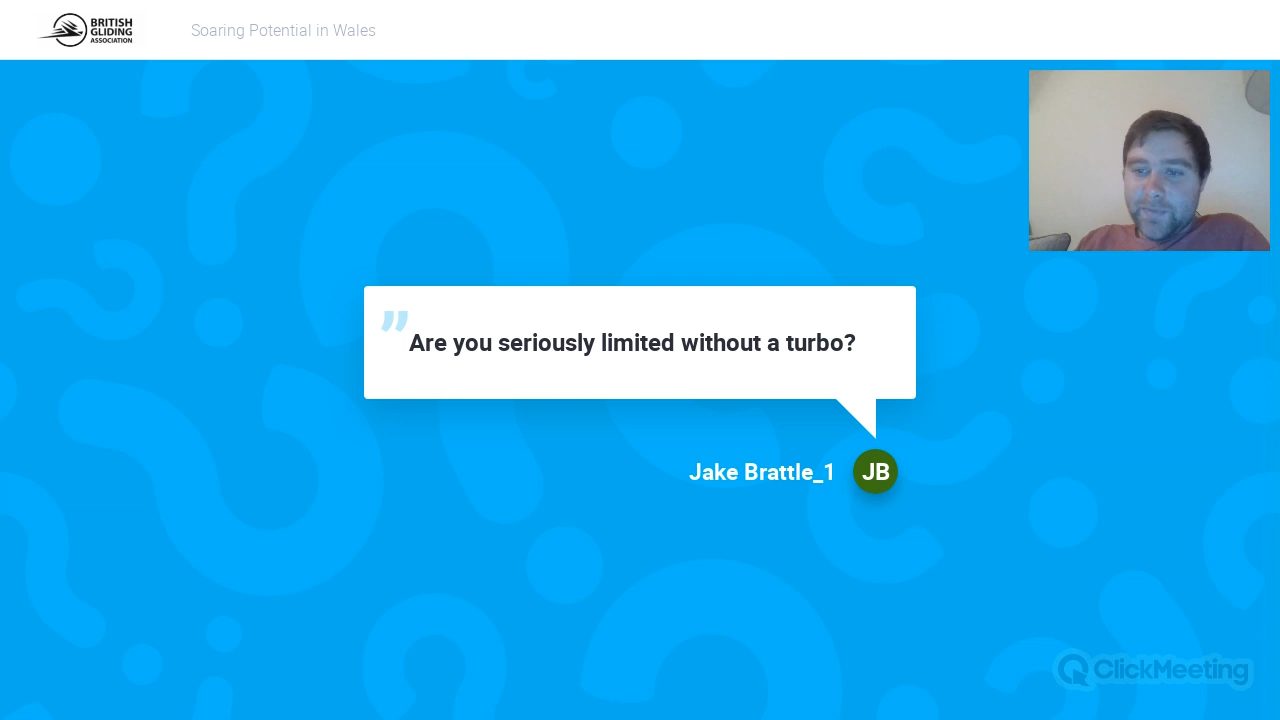 BRITISH
GLIDING
ASSOCIATION
Soaring Potential in Wales
” Are you seriously limited without a turbo?
Jake Brattle_1
JB
ClickMeeting